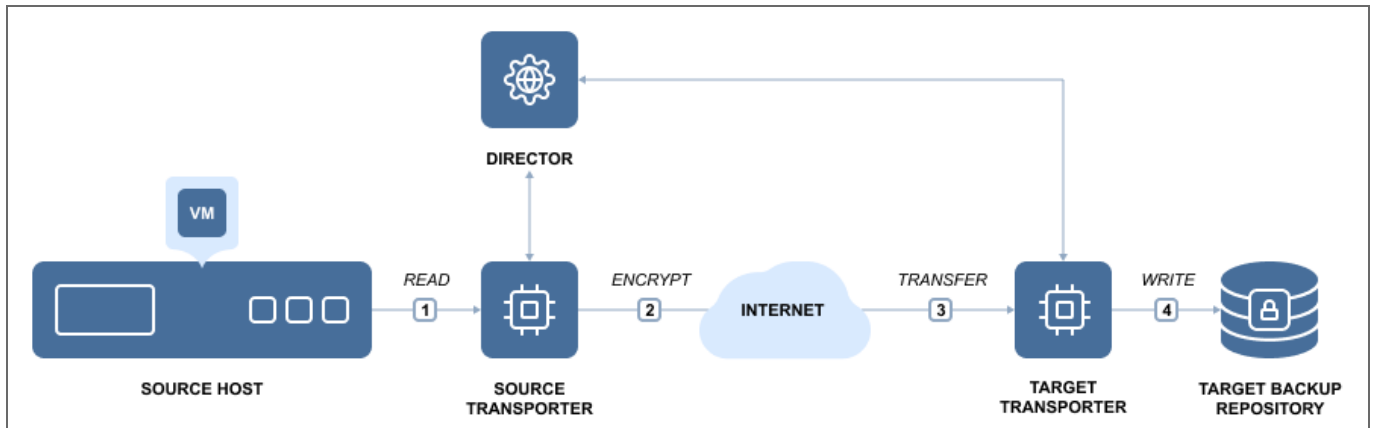 DIRECTOR
VM
READ
1
ENCRYPT
2
INTERNET
TRANSFER
3
WRITE
4
SOURCE HOST
SOURCE
TRANSPORTER
TARGET
TRANSPORTER
TARGET BACKUP
REPOSITORY